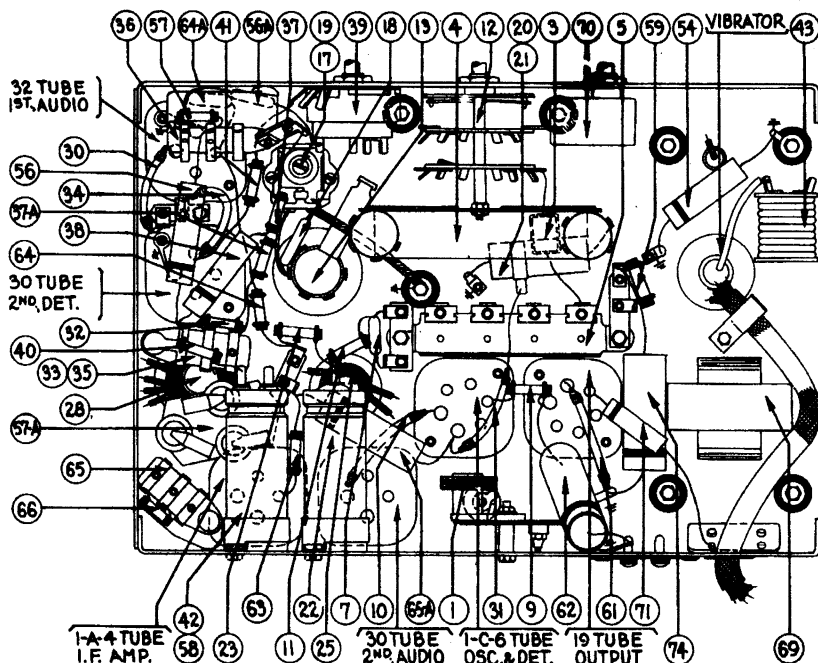 36 57 64A 41 56A 37 19 39 18 13 4 12 20 3 70 5 59 54 VIBRATOR 43
17 21
32 TUBE
1ST. AUDIO
30
56
34
57A
38
64
30 TUBE
2ND. DET.
32
40
33 35
28
57A
65
66
42 23 63 11 22 25 7 10 65A 1 31 9 62 61 71 74 69
58
1-A-4 TUBE
I.F. AMP.
30 TUBE
2ND. AUDIO
1-C-6 TUBE
OSC. & DET.
19 TUBE
OUTPUT